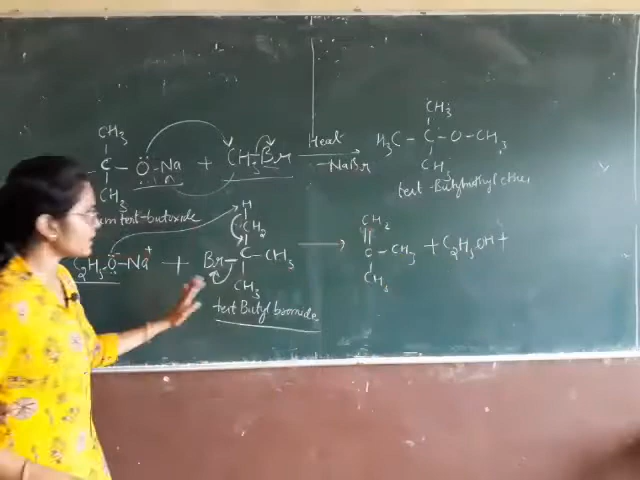 CH3 CH3
C – Ö – Na + CH3 Br Heat → – NaBr H3C – C – O – CH3
CH3 CH3
tert-butoxide tert-Butylmethyl ether
H
CH2 CH2
C2H5 Ö – Na+ + Br – C – CH3 → C – CH3 + C2H5OH +
CH3 CH3
tert Butyl bromide